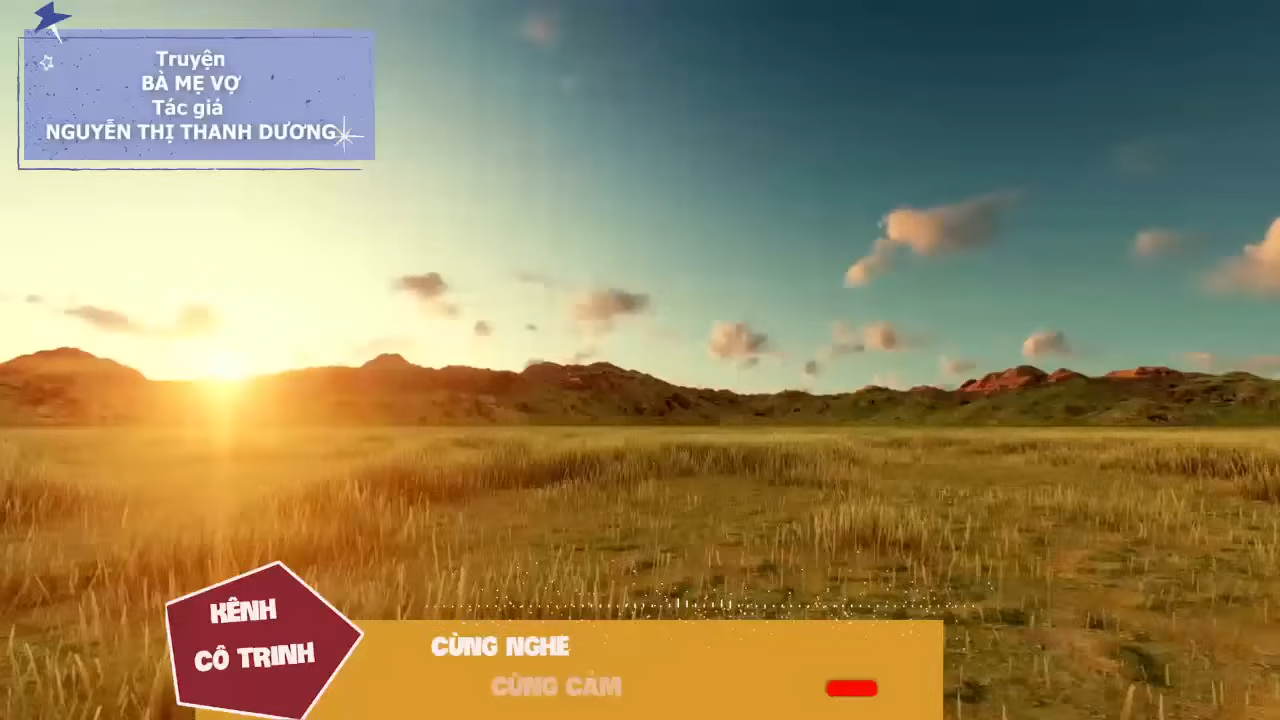 Truyện
BÀ MẸ VỢ
Tác giả
NGUYỄN THỊ THANH DƯƠNG
KÊNH
CÔ TRINH
CÙNG NGHE
CÙNG CẢM